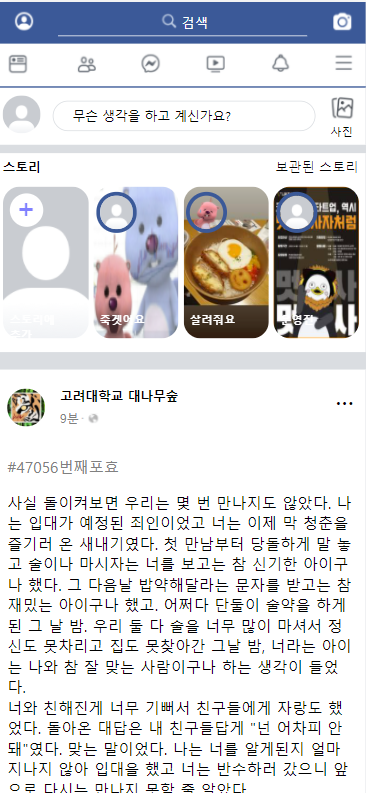 검색
무슨 생각을 하고 계신가요?
사진
스토리
보관된 스토리
죽겟어요
살려줘요
고려대학교 대나무숲
9분 ·
#47056번째포효
사실 돌이켜보면 우리는 몇 번 만나지도 않았다. 나
는 입대가 예정된 죄인이었고 너는 이제 막 청춘을
즐기러 온 새내기였다. 첫 만남부터 당돌하게 말 놓
고 술이나 마시자는 너를 보고는 참 신기한 아이구
나 했다. 그 다음날 밥약해달라는 문자를 받고는 참
재밌는 아이구나 했고. 어쩌다 단둘이 술약을 하게
된 그 날 밤. 우리 둘 다 술을 너무 많이 마셔서 정
신도 못차리고 집도 못찾아간 그날 밤, 너라는 아이
는 나와 참 잘 맞는 사람이구나 하는 생각이 들었
다.
너와 친해진게 너무 기뻐서 친구들에게 자랑도 했
었다. 돌아온 대답은 내 친구들답게 "넌 어차피 안
돼"였다. 맞는 말이었다. 나는 너를 알게된지 얼마
지나지 않아 입대을 했고 너는 반수하러 갔으니 앞
으로 다시는 만나지 못할 줄 알았다.